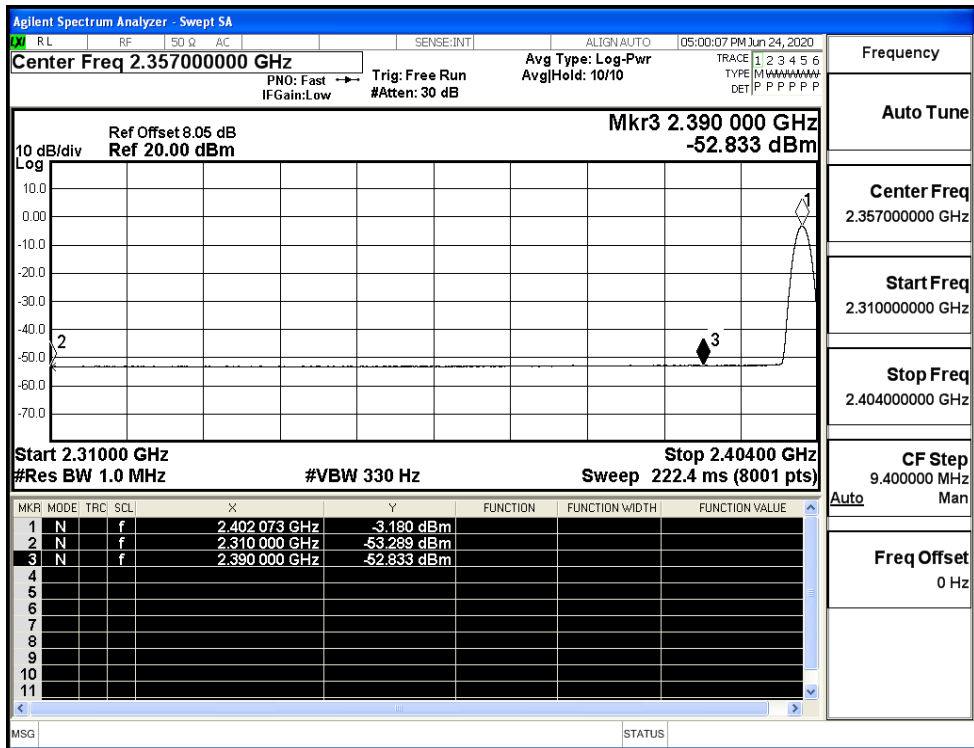 Agilent Spectrum Analyzer - Swept SA
LXI RL RF 50 Ω AC SENSE:INT ALIGN AUTO 05:00:07 PM Jun 24, 2020
Center Freq 2.357000000 GHz
PNO: Fast
IFGain:Low
Trig: Free Run
#Atten: 30 dB
Avg Type: Log-Pwr
Avg|Hold: 10/10
TRACE 1 2 3 4 5 6
TYPE M
DET P P P P P P
Ref Offset 8.05 dB
10 dB/div Ref 20.00 dBm
Log
Mkr3 2.390 000 GHz
-52.833 dBm
10.0
0.00
-10.0
-20.0
-30.0
-40.0
-50.0
-60.0
-70.0
1
2
3
Start 2.31000 GHz Stop 2.40400 GHz
#Res BW 1.0 MHz #VBW 330 Hz Sweep 222.4 ms (8001 pts)
MKR MODE TRC SCL X Y FUNCTION FUNCTION WIDTH FUNCTION VALUE
1 N f 2.402 073 GHz -3.180 dBm
2 N f 2.310 000 GHz -53.289 dBm
3 N f 2.390 000 GHz -52.833 dBm
4
5
6
7
8
9
10
11
MSG STATUS
Frequency
Auto Tune
Center Freq
2.357000000 GHz
Start Freq
2.310000000 GHz
Stop Freq
2.404000000 GHz
CF Step
9.400000 MHz
Auto Man
Freq Offset
0 Hz